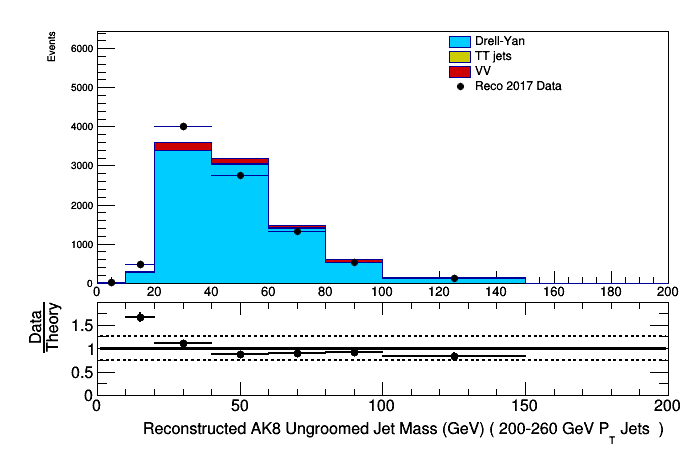 Events
6000
5000
4000
3000
2000
1000
0
Drell-Yan
TT jets
VV
Reco 2017 Data
0 20 40 60 80 100 120 140 160 180 200
Data
Theory
1.5
1
0.5
0
0 50 100 150 200
Reconstructed AK8 Ungroomed Jet Mass (GeV) ( 200-260 GeV P_T Jets )